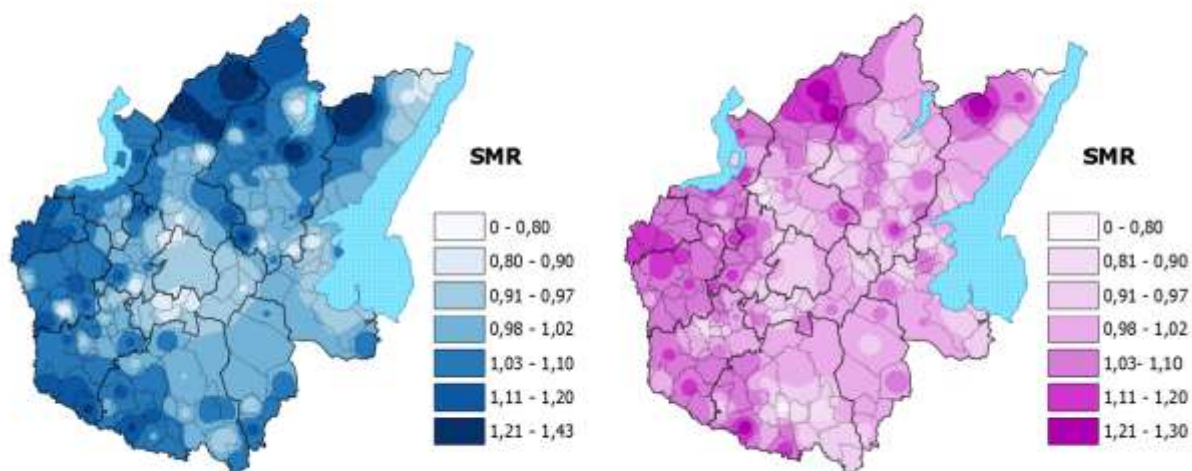 SMR
0 - 0,80
0,80 - 0,90
0,91 - 0,97
0,98 - 1,02
1,03 - 1,10
1,11 - 1,20
1,21 - 1,43
SMR
0 - 0,80
0,81 - 0,90
0,91 - 0,97
0,98 - 1,02
1,03- 1,10
1,11 - 1,20
1,21 - 1,30